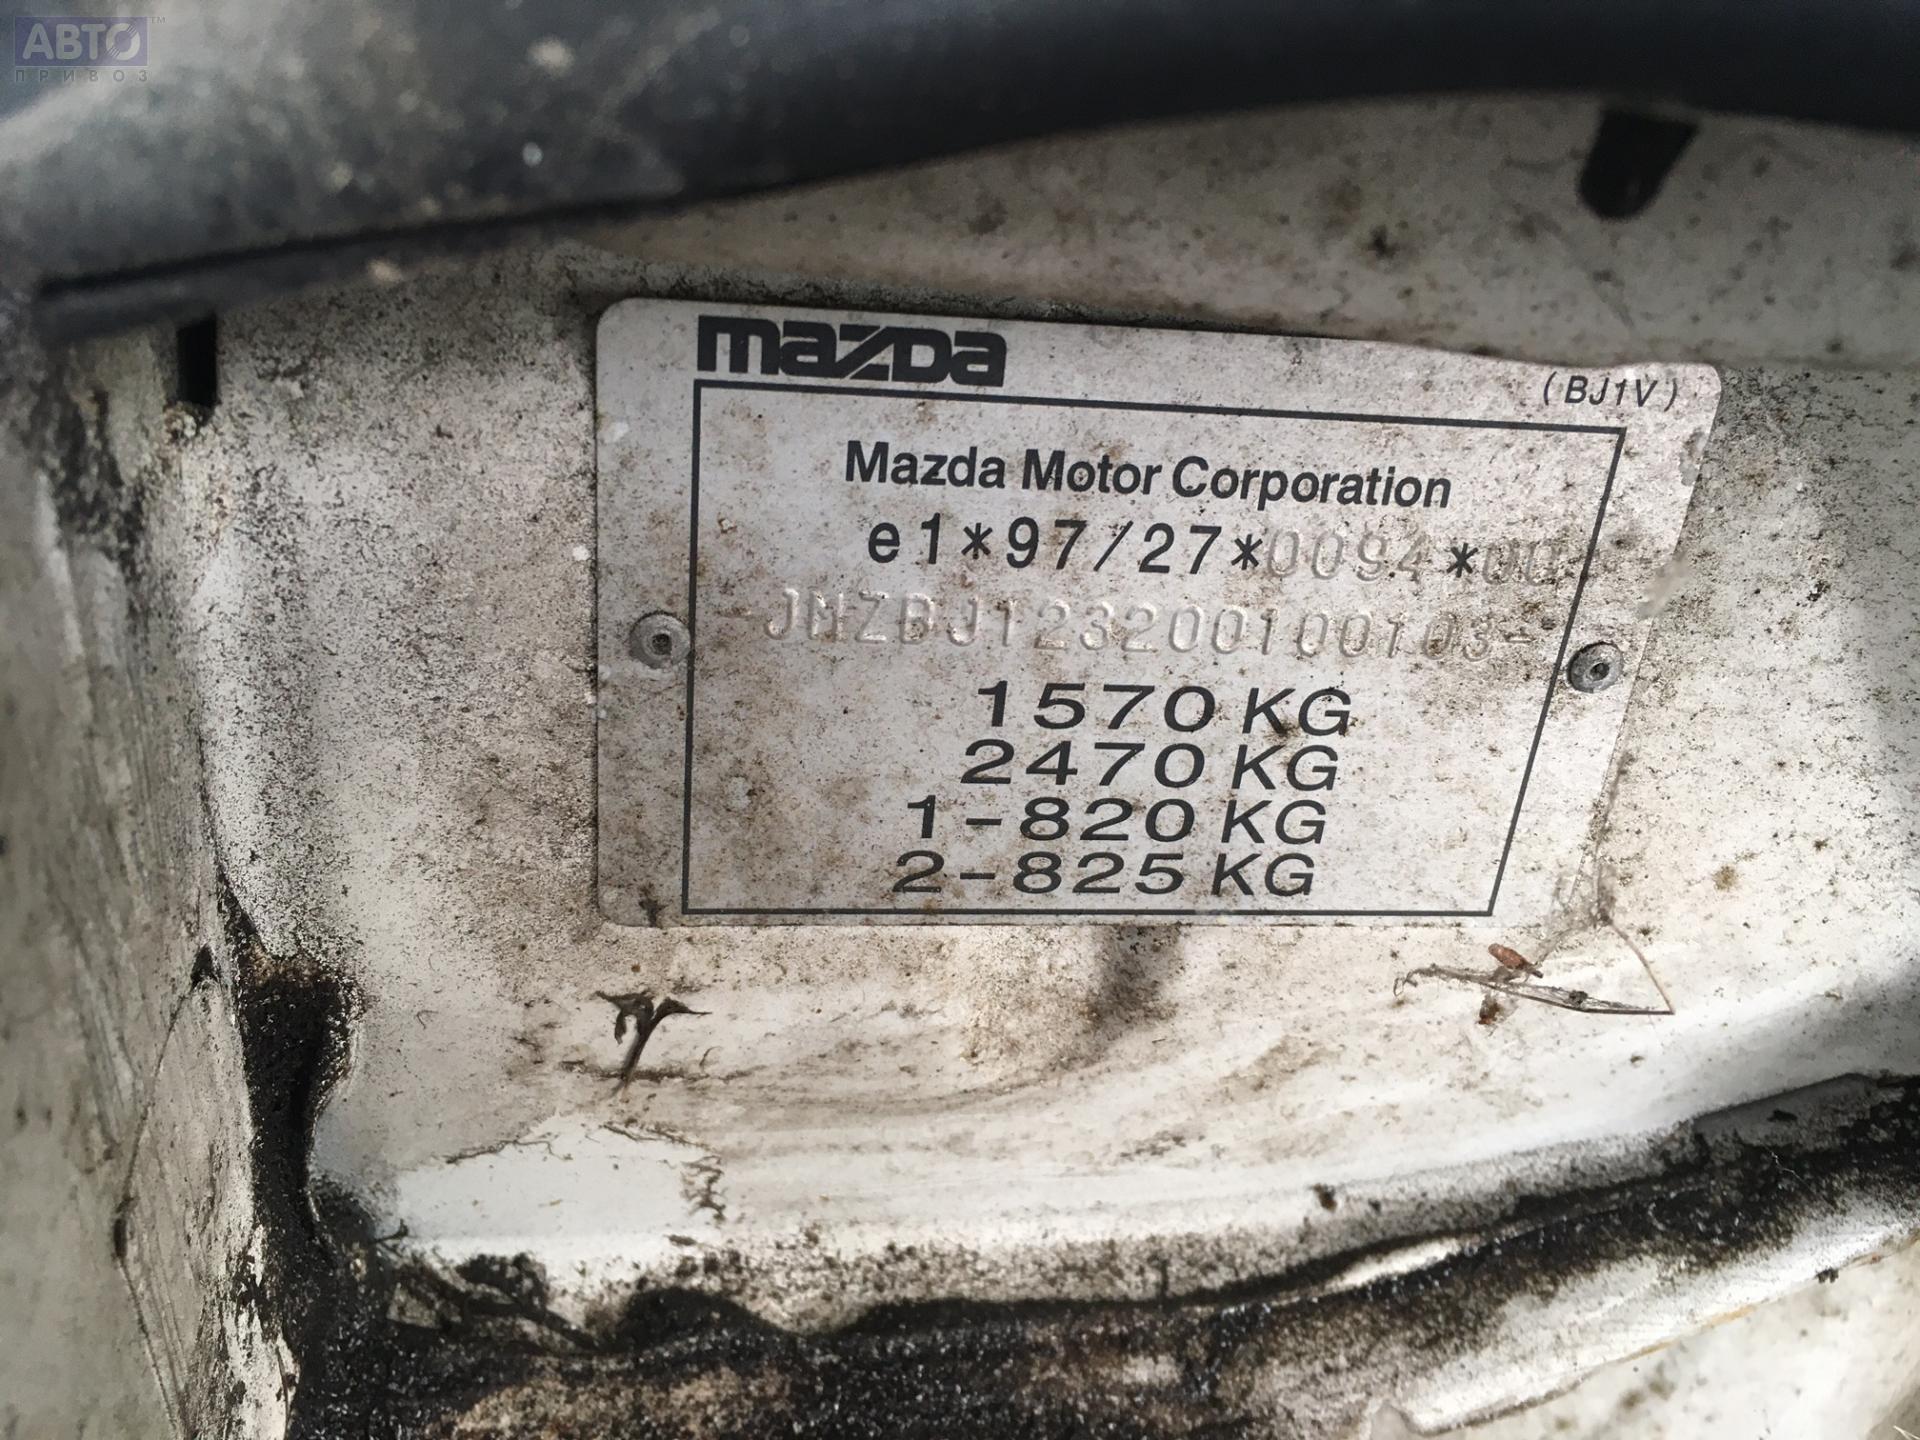 АВТО™
ПРИВОЗ
mazda
(BJ1V)
Mazda Motor Corporation
e1*97/27*0094*00
-JMZBJ123200100103-
1570 KG
2470 KG
1-820 KG
2-825 KG